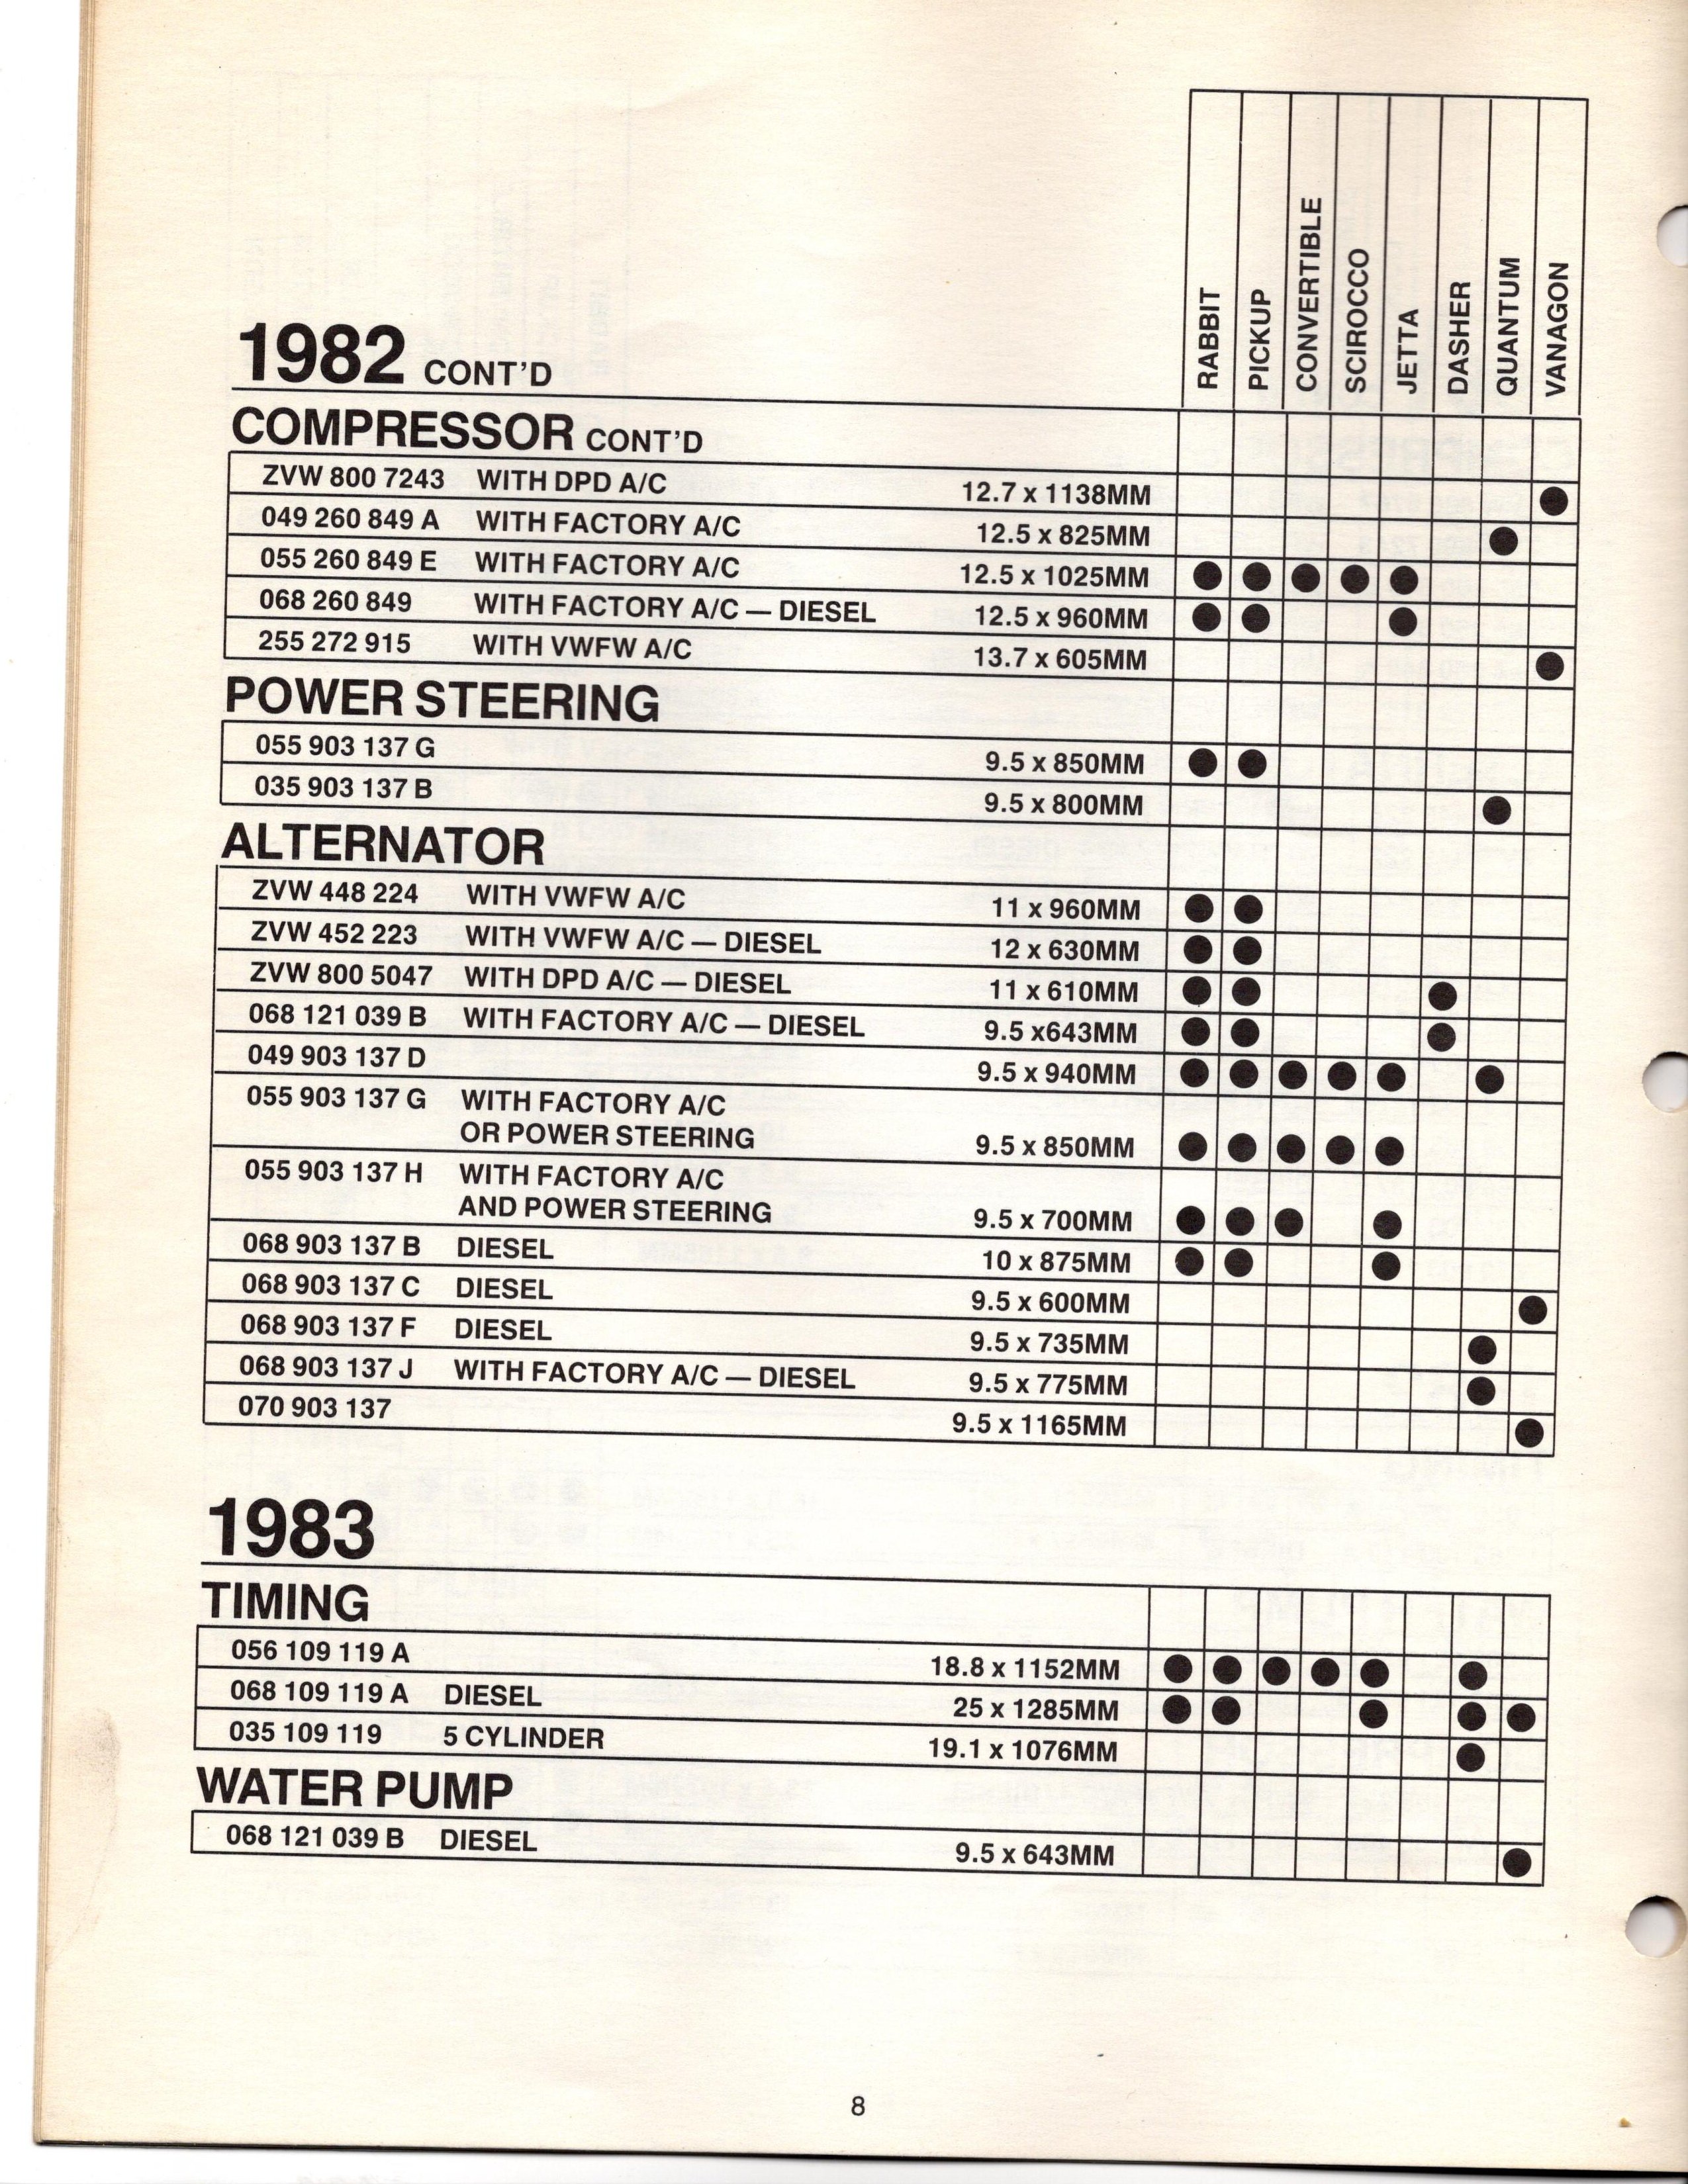 RABBIT
PICKUP
CONVERTIBLE
SCIROCCO
JETTA
DASHER
QUANTUM
VANAGON
1982 CONT'D
COMPRESSOR CONT'D
ZVW 800 7243 WITH DPD A/C 12.7 x 1138MM
049 260 849 A WITH FACTORY A/C 12.5 x 825MM
055 260 849 E WITH FACTORY A/C 12.5 x 1025MM
068 260 849 WITH FACTORY A/C — DIESEL 12.5 x 960MM
255 272 915 WITH VWFW A/C 13.7 x 605MM
POWER STEERING
055 903 137 G 9.5 x 850MM
035 903 137 B 9.5 x 800MM
ALTERNATOR
ZVW 448 224 WITH VWFW A/C 11 x 960MM
ZVW 452 223 WITH VWFW A/C — DIESEL 12 x 630MM
ZVW 800 5047 WITH DPD A/C — DIESEL 11 x 610MM
068 121 039 B WITH FACTORY A/C — DIESEL 9.5 x643MM
049 903 137 D 9.5 x 940MM
055 903 137 G WITH FACTORY A/C
OR POWER STEERING 9.5 x 850MM
055 903 137 H WITH FACTORY A/C
AND POWER STEERING 9.5 x 700MM
068 903 137 B DIESEL 10 x 875MM
068 903 137 C DIESEL 9.5 x 600MM
068 903 137 F DIESEL 9.5 x 735MM
068 903 137 J WITH FACTORY A/C — DIESEL 9.5 x 775MM
070 903 137 9.5 x 1165MM
1983
TIMING
056 109 119 A 18.8 x 1152MM
068 109 119 A DIESEL 25 x 1285MM
035 109 119 5 CYLINDER 19.1 x 1076MM
WATER PUMP
068 121 039 B DIESEL 9.5 x 643MM
8